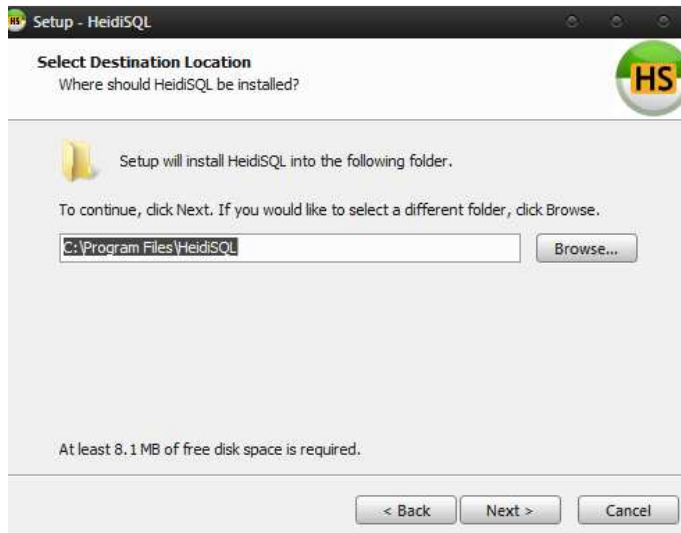 HS
Setup - HeidiSQL
Select Destination Location
Where should HeidiSQL be installed?
HS
Setup will install HeidiSQL into the following folder.
To continue, click Next. If you would like to select a different folder, click Browse.
C:\Program Files\HeidiSQL
Browse...
At least 8.1 MB of free disk space is required.
< Back
Next >
Cancel